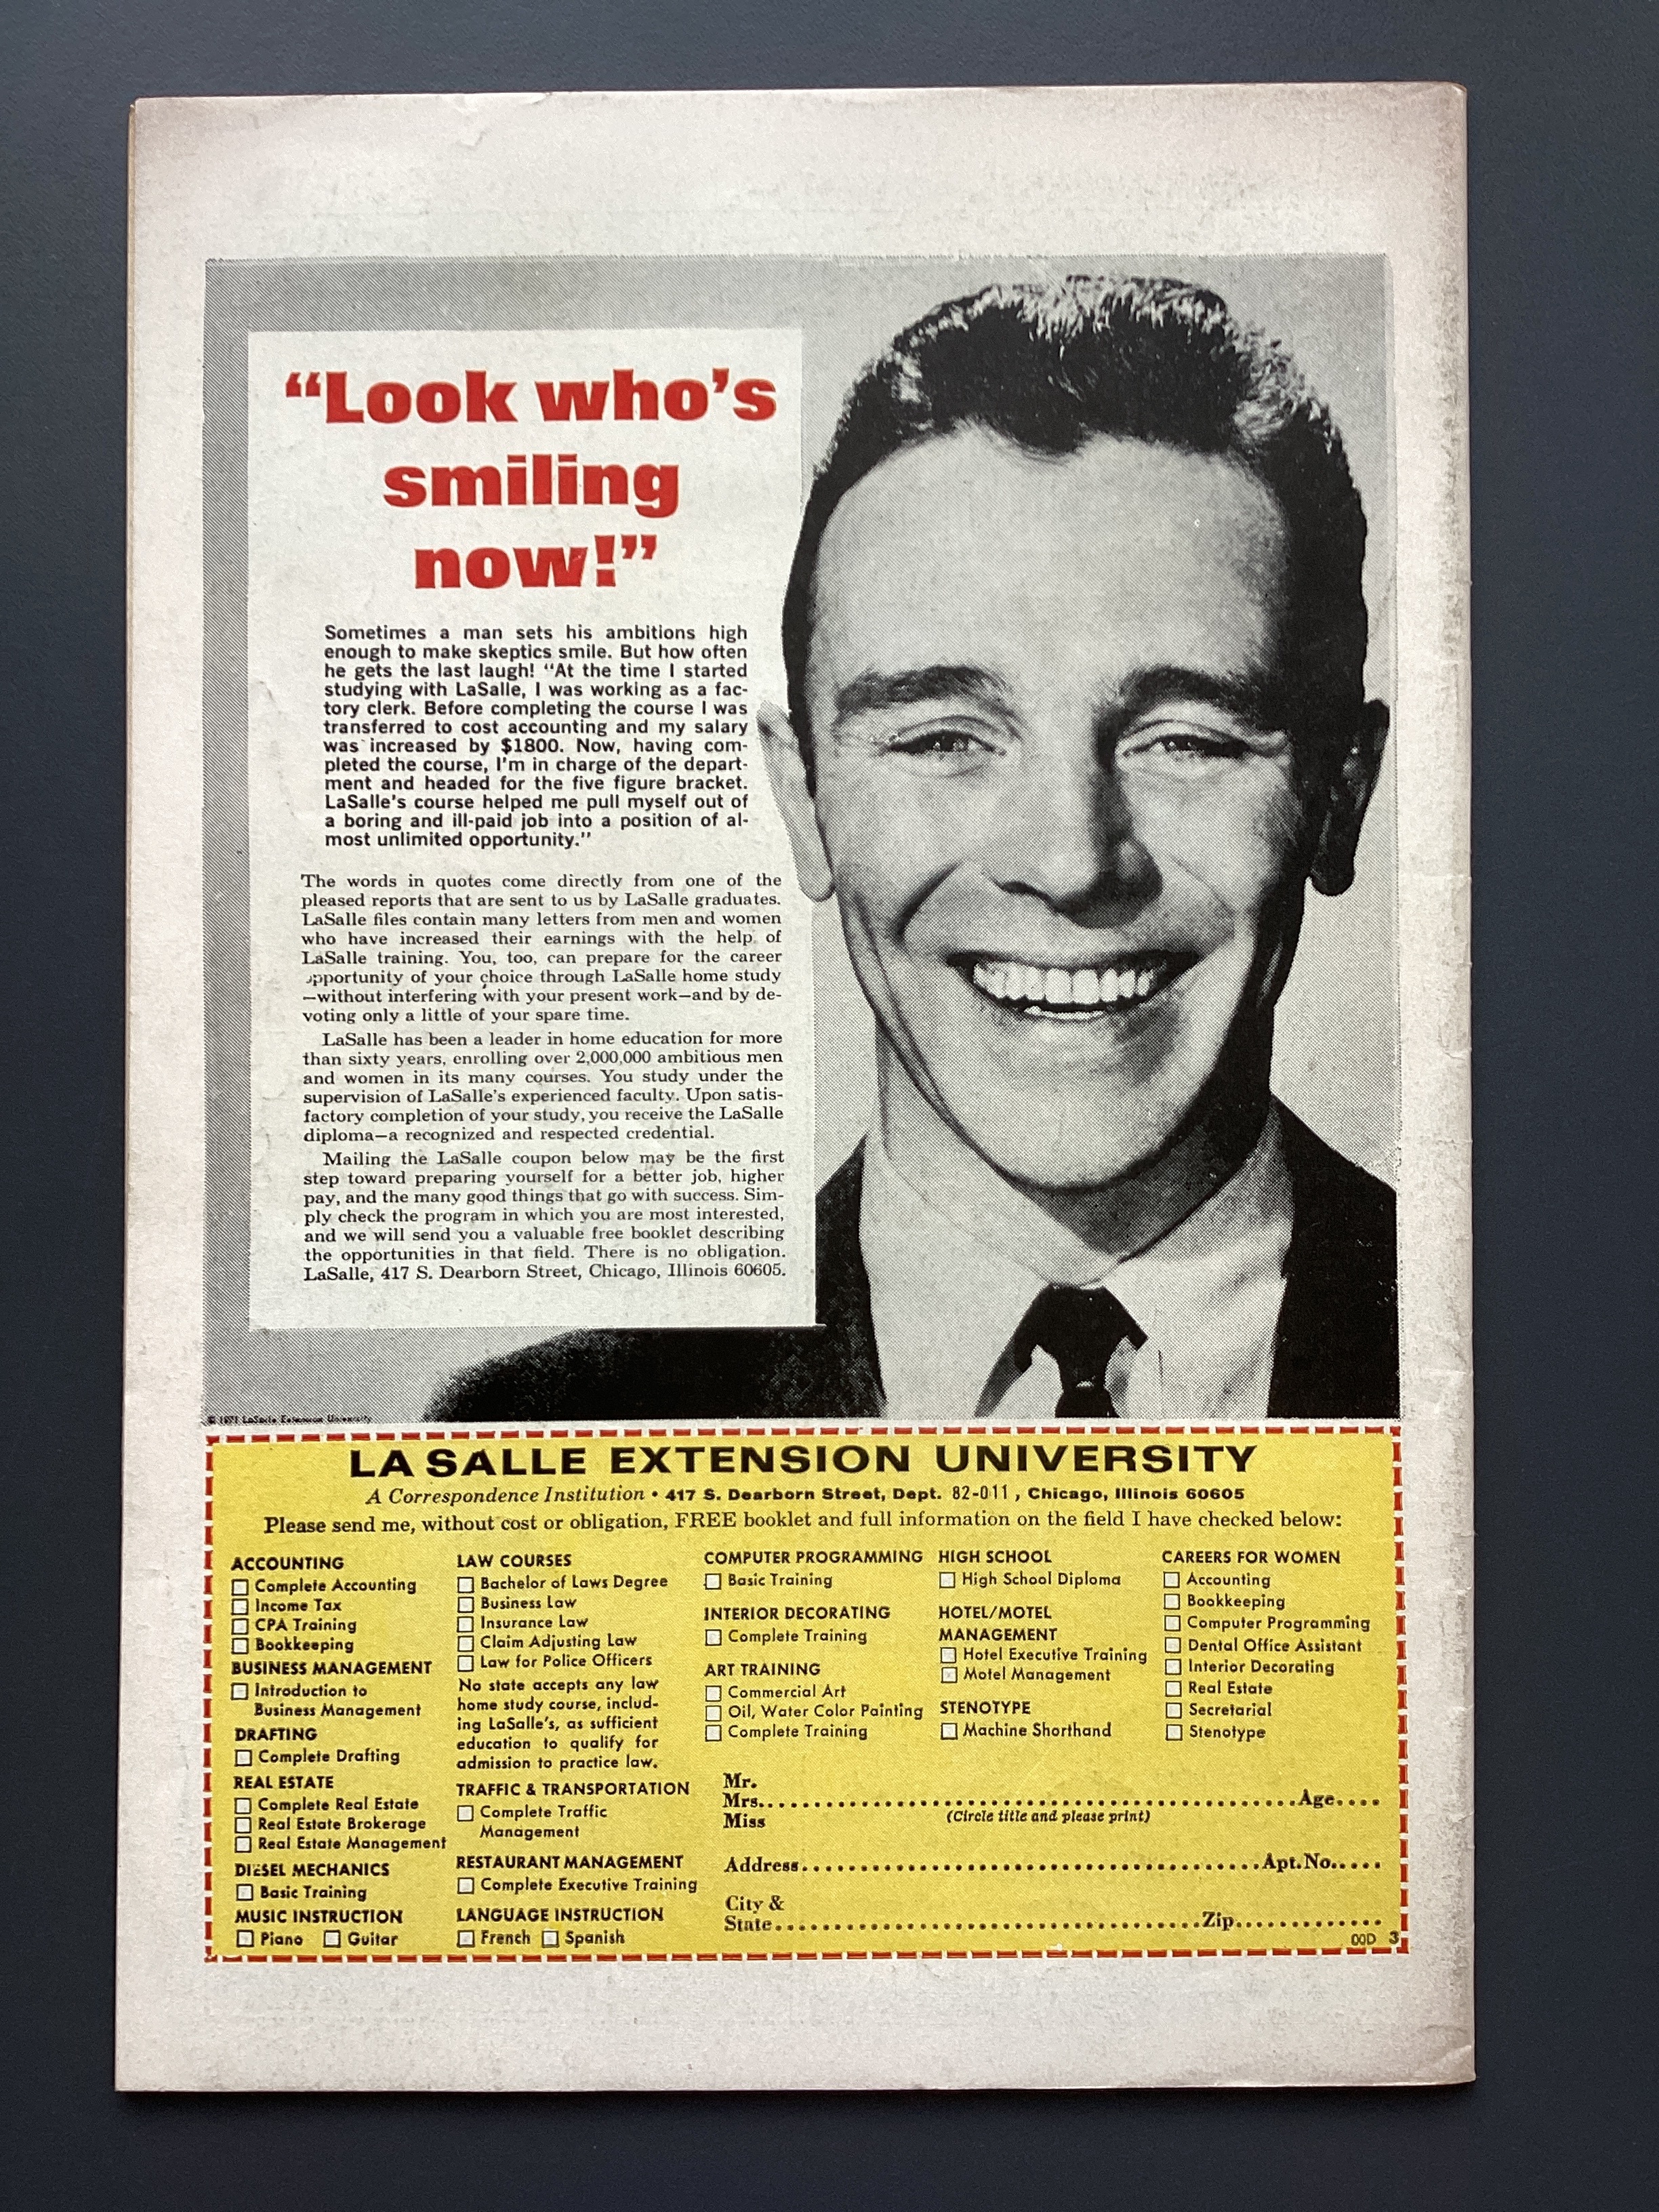 “Look who’s
smiling
now!”
Sometimes a man sets his ambitions high
enough to make skeptics smile. But how often
he gets the last laugh! “At the time I started
studying with LaSalle, I was working as a fac-
tory clerk. Before completing the course I was
transferred to cost accounting and my salary
was increased by $1800. Now, having com-
pleted the course, I’m in charge of the depart-
ment and headed for the five figure bracket.
LaSalle’s course helped me pull myself out of
a boring and ill-paid job into a position of al-
most unlimited opportunity.”
The words in quotes come directly from one of the
pleased reports that are sent to us by LaSalle graduates.
LaSalle files contain many letters from men and women
who have increased their earnings with the help of
LaSalle training. You, too, can prepare for the career
opportunity of your choice through LaSalle home study
—without interfering with your present work—and by de-
voting only a little of your spare time.
LaSalle has been a leader in home education for more
than sixty years, enrolling over 2,000,000 ambitious men
and women in its many courses. You study under the
supervision of LaSalle’s experienced faculty. Upon satis-
factory completion of your study, you receive the LaSalle
diploma—a recognized and respected credential.
Mailing the LaSalle coupon below may be the first
step toward preparing yourself for a better job, higher
pay, and the many good things that go with success. Sim-
ply check the program in which you are most interested,
and we will send you a valuable free booklet describing
the opportunities in that field. There is no obligation.
LaSalle, 417 S. Dearborn Street, Chicago, Illinois 60605.
© 1971 LaSalle Extension University
LA SALLE EXTENSION UNIVERSITY
A Correspondence Institution • 417 S. Dearborn Street, Dept. 82-011, Chicago, Illinois 60605
Please send me, without cost or obligation, FREE booklet and full information on the field I have checked below:
ACCOUNTING
Complete Accounting
Income Tax
CPA Training
Bookkeeping
BUSINESS MANAGEMENT
Introduction to
Business Management
DRAFTING
Complete Drafting
REAL ESTATE
Complete Real Estate
Real Estate Brokerage
Real Estate Management
DIESEL MECHANICS
Basic Training
MUSIC INSTRUCTION
Piano Guitar
LAW COURSES
Bachelor of Laws Degree
Business Law
Insurance Law
Claim Adjusting Law
Law for Police Officers
No state accepts any law
home study course, includ-
ing LaSalle’s, as sufficient
education to qualify for
admission to practice law.
TRAFFIC & TRANSPORTATION
Complete Traffic
Management
RESTAURANT MANAGEMENT
Complete Executive Training
LANGUAGE INSTRUCTION
French Spanish
COMPUTER PROGRAMMING
Basic Training
INTERIOR DECORATING
Complete Training
ART TRAINING
Commercial Art
Oil, Water Color Painting
Complete Training
HIGH SCHOOL
High School Diploma
HOTEL/MOTEL
MANAGEMENT
Hotel Executive Training
Motel Management
STENOTYPE
Machine Shorthand
CAREERS FOR WOMEN
Accounting
Bookkeeping
Computer Programming
Dental Office Assistant
Interior Decorating
Real Estate
Secretarial
Stenotype
Mr.
Mrs. Age
Miss (Circle title and please print)
Address Apt. No.
City &
State Zip
00D 3